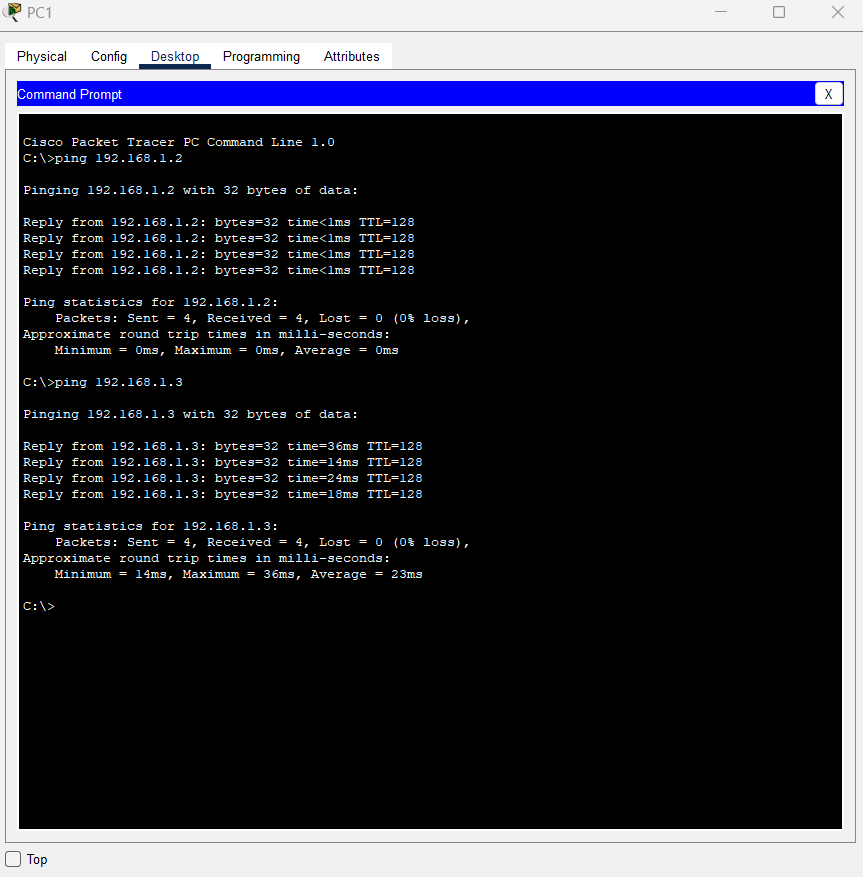 PC1
Physical Config Desktop Programming Attributes
Command Prompt X
Cisco Packet Tracer PC Command Line 1.0
C:\>ping 192.168.1.2
Pinging 192.168.1.2 with 32 bytes of data:
Reply from 192.168.1.2: bytes=32 time<1ms TTL=128
Reply from 192.168.1.2: bytes=32 time<1ms TTL=128
Reply from 192.168.1.2: bytes=32 time<1ms TTL=128
Reply from 192.168.1.2: bytes=32 time<1ms TTL=128
Ping statistics for 192.168.1.2:
Packets: Sent = 4, Received = 4, Lost = 0 (0% loss),
Approximate round trip times in milli-seconds:
Minimum = 0ms, Maximum = 0ms, Average = 0ms
C:\>ping 192.168.1.3
Pinging 192.168.1.3 with 32 bytes of data:
Reply from 192.168.1.3: bytes=32 time=36ms TTL=128
Reply from 192.168.1.3: bytes=32 time=14ms TTL=128
Reply from 192.168.1.3: bytes=32 time=24ms TTL=128
Reply from 192.168.1.3: bytes=32 time=18ms TTL=128
Ping statistics for 192.168.1.3:
Packets: Sent = 4, Received = 4, Lost = 0 (0% loss),
Approximate round trip times in milli-seconds:
Minimum = 14ms, Maximum = 36ms, Average = 23ms
C:\>
Top